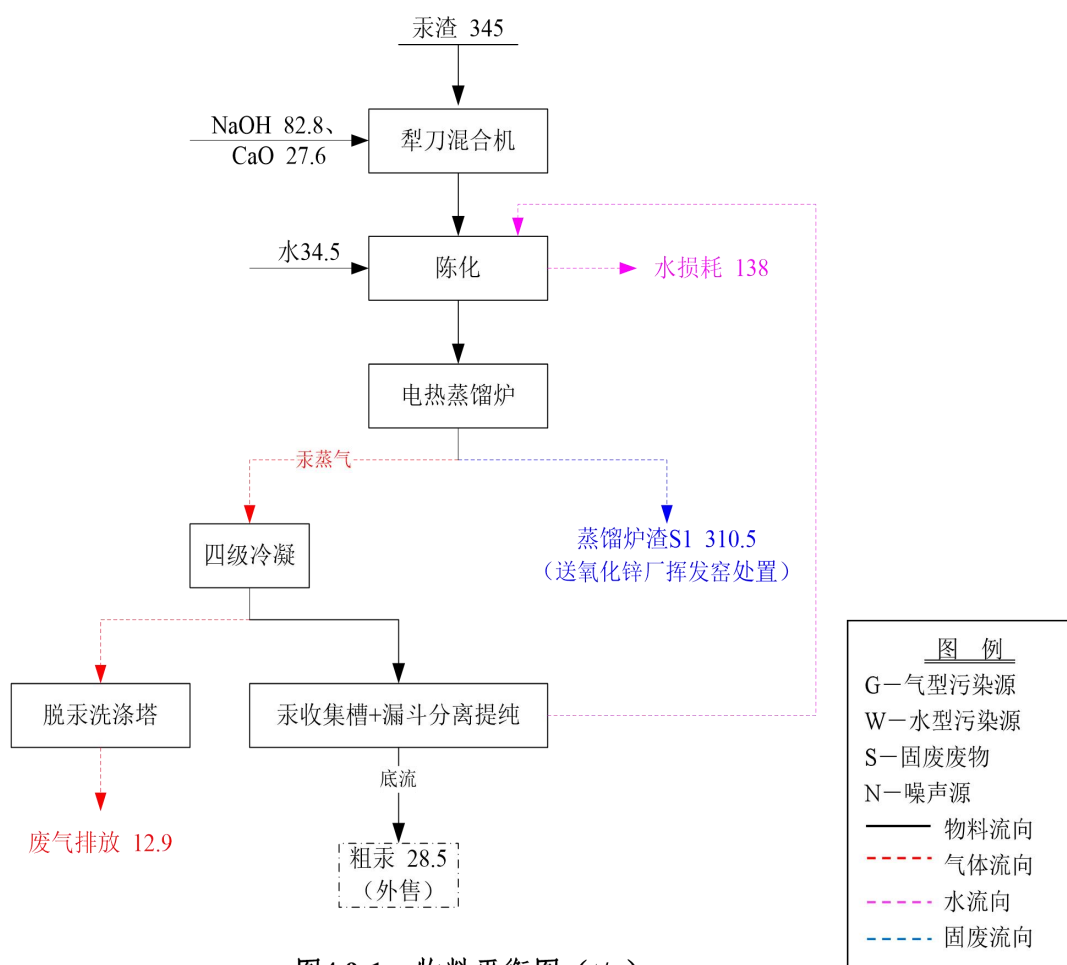 汞渣 345
NaOH 82.8、
CaO 27.6
犁刀混合机
水34.5
陈化
水损耗 138
电热蒸馏炉
汞蒸气
四级冷凝
蒸馏炉渣S1 310.5
（送氧化锌厂挥发窑处置）
脱汞洗涤塔
汞收集槽+漏斗分离提纯
底流
废气排放 12.9
粗汞 28.5
（外售）
图 例
G－气型污染源
W－水型污染源
S－固废废物
N－噪声源
物料流向
气体流向
水流向
固废流向